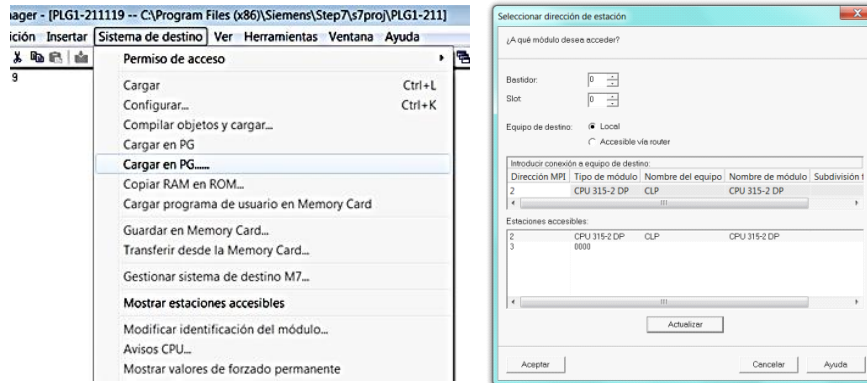 ager - [PLG1-211119 -- C:\Program Files (x86)\Siemens\Step7\s7proj\PLG1-211]
ición Insertar Sistema de destino Ver Herramientas Ventana Ayuda
9
Permiso de acceso
Cargar Ctrl+L
Configurar... Ctrl+K
Compilar objetos y cargar...
Cargar en PG
Cargar en PG......
Copiar RAM en ROM...
Cargar programa de usuario en Memory Card
Guardar en Memory Card...
Transferir desde la Memory Card...
Gestionar sistema de destino M7...
Mostrar estaciones accesibles
Modificar identificación del módulo...
Avisos CPU...
Mostrar valores de forzado permanente
Seleccionar dirección de estación
¿A qué módulo desea acceder?
Bastidor: 0
Slot: 0
Equipo de destino: Local
Accesible vía router
Introducir conexión a equipo de destino:
Dirección MPI Tipo de módulo Nombre del equipo Nombre de módulo Subdivisión f
2 CPU 315-2 DP CLP CPU 315-2 DP
Estaciones accesibles:
2 CPU 315-2 DP CLP CPU 315-2 DP
3 0000
Actualizar
Aceptar Cancelar Ayuda